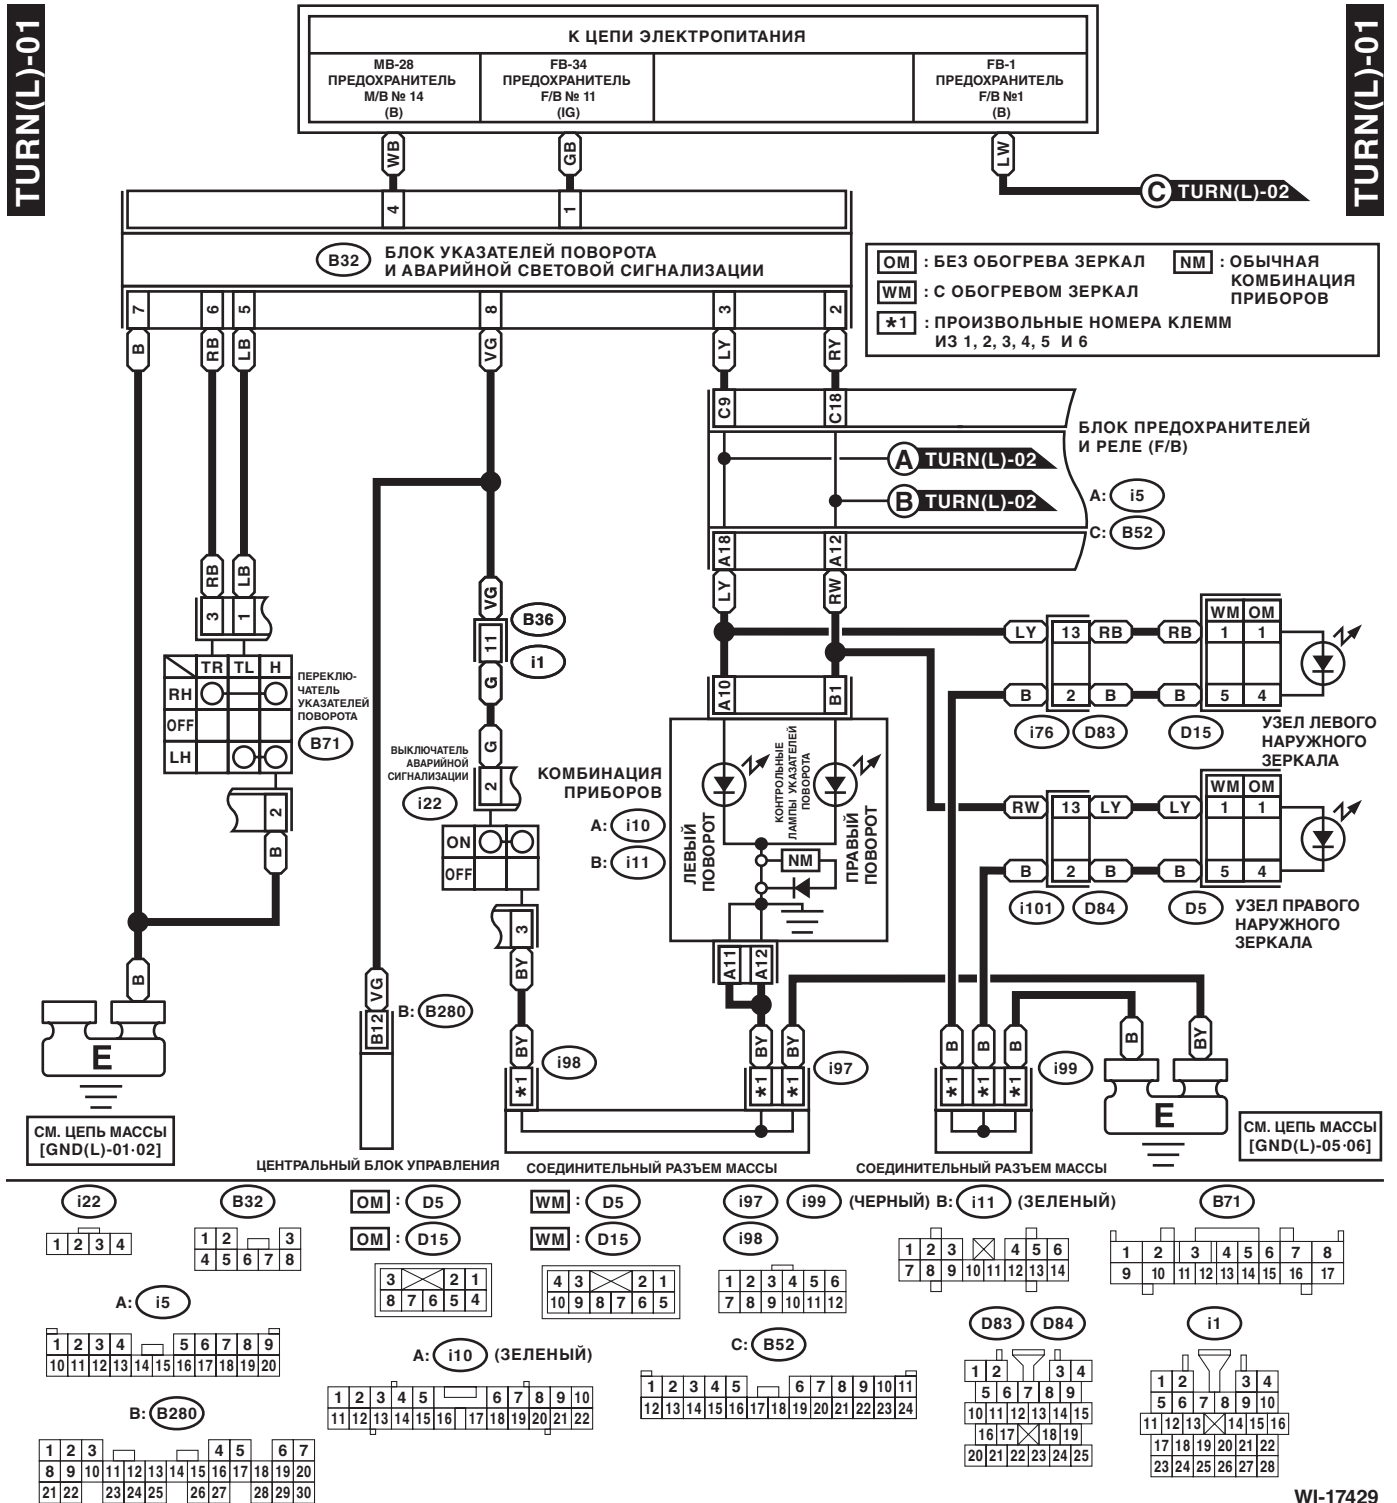 TURN(L)-01
TURN(L)-01
К ЦЕПИ ЭЛЕКТРОПИТАНИЯ
MB-28
ПРЕДОХРАНИТЕЛЬ
M/B № 14
(B)
FB-34
ПРЕДОХРАНИТЕЛЬ
F/B № 11
(IG)
FB-1
ПРЕДОХРАНИТЕЛЬ
F/B №1
(B)
WB
GB
LW
C TURN(L)-02
4
1
B32
БЛОК УКАЗАТЕЛЕЙ ПОВОРОТА
И АВАРИЙНОЙ СВЕТОВОЙ СИГНАЛИЗАЦИИ
OM : БЕЗ ОБОГРЕВА ЗЕРКАЛ
WM : С ОБОГРЕВОМ ЗЕРКАЛ
*1 : ПРОИЗВОЛЬНЫЕ НОМЕРА КЛЕММ
ИЗ 1, 2, 3, 4, 5 И 6
NM : ОБЫЧНАЯ
КОМБИНАЦИЯ
ПРИБОРОВ
7 6 5 8 3 2
B RB LB VG LY RY
C9 C18
БЛОК ПРЕДОХРАНИТЕЛЕЙ
И РЕЛЕ (F/B)
A TURN(L)-02
B TURN(L)-02
A: i5
C: B52
A18 A12
LY RW
RB LB
3 1
VG
B36
11
i1
G
TR TL H
RH
OFF
LH
ПЕРЕКЛЮ-
ЧАТЕЛЬ
УКАЗАТЕЛЕЙ
ПОВОРОТА
B71
2
B
ВЫКЛЮЧАТЕЛЬ
АВАРИЙНОЙ
СИГНАЛИЗАЦИИ
i22
G
2
ON
OFF
3
BY
КОМБИНАЦИЯ
ПРИБОРОВ
A: i10
B: i11
A10 B1
ЛЕВЫЙ
ПОВОРОТ
КОНТРОЛЬНЫЕ
ЛАМПЫ УКАЗАТЕЛЕЙ
ПОВОРОТА
ПРАВЫЙ
ПОВОРОТ
NM
A11 A12
WM OM
LY 13 RB RB 1 1
B 2 B B 5 4
i76 D83 D15
УЗЕЛ ЛЕВОГО
НАРУЖНОГО
ЗЕРКАЛА
WM OM
RW 13 LY LY 1 1
B 2 B B 5 4
i101 D84 D5
УЗЕЛ ПРАВОГО
НАРУЖНОГО
ЗЕРКАЛА
B
E
СМ. ЦЕПЬ МАССЫ
[GND(L)-01·02]
VG
B12
B: B280
ЦЕНТРАЛЬНЫЙ БЛОК УПРАВЛЕНИЯ
BY BY BY
i98
*1 *1 *1
i97
СОЕДИНИТЕЛЬНЫЙ РАЗЪЕМ МАССЫ
B B B
*1 *1 *1
i99
СОЕДИНИТЕЛЬНЫЙ РАЗЪЕМ МАССЫ
B BY
E
СМ. ЦЕПЬ МАССЫ
[GND(L)-05·06]
i22
1 2 3 4
B32
1 2 3
4 5 6 7 8
OM : D5
OM : D15
3 2 1
8 7 6 5 4
WM : D5
WM : D15
4 3 2 1
10 9 8 7 6 5
i97 i99 (ЧЕРНЫЙ)
i98
1 2 3 4 5 6
7 8 9 10 11 12
B: i11 (ЗЕЛЕНЫЙ)
1 2 3 4 5 6
7 8 9 10 11 12 13 14
B71
1 2 3 4 5 6 7 8
9 10 11 12 13 14 15 16 17
A: i5
1 2 3 4 5 6 7 8 9
10 11 12 13 14 15 16 17 18 19 20
A: i10 (ЗЕЛЕНЫЙ)
1 2 3 4 5 6 7 8 9 10
11 12 13 14 15 16 17 18 19 20 21 22
C: B52
1 2 3 4 5 6 7 8 9 10 11
12 13 14 15 16 17 18 19 20 21 22 23 24
D83 D84
1 2 3 4
5 6 7 8 9
10 11 12 13 14 15
16 17 18 19
20 21 22 23 24 25
i1
1 2 3 4
5 6 7 8 9 10
11 12 13 14 15 16
17 18 19 20 21 22
23 24 25 26 27 28
B: B280
1 2 3 4 5 6 7
8 9 10 11 12 13 14 15 16 17 18 19 20
21 22 23 24 25 26 27 28 29 30
WI-17429